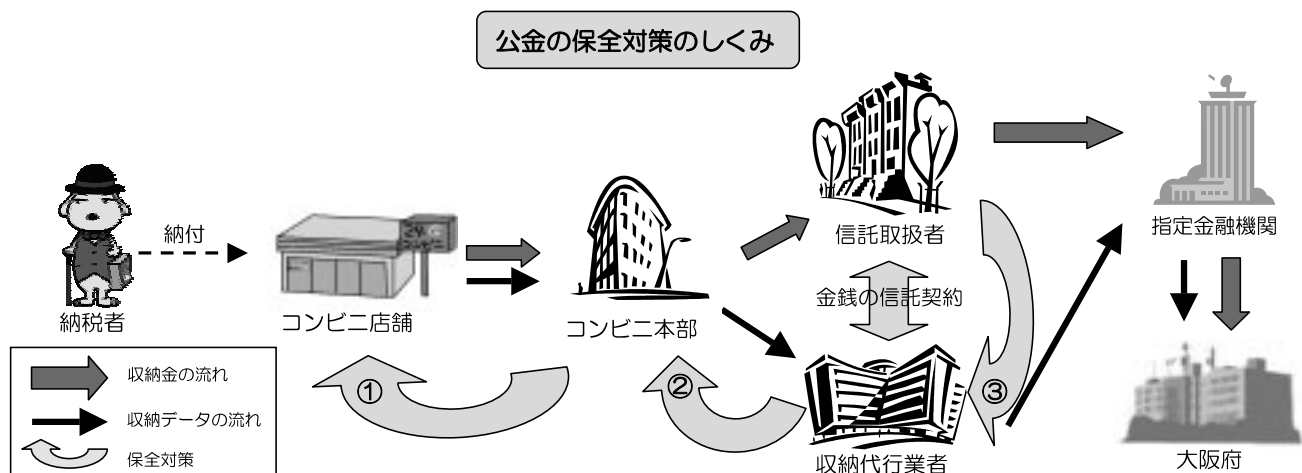 公金の保全対策のしくみ
納税者
納付
コンビニ店舗
コンビニ本部
信託取扱者
金銭の信託契約
収納代行業者
指定金融機関
大阪府
①
②
③
収納金の流れ
収納データの流れ
保全対策